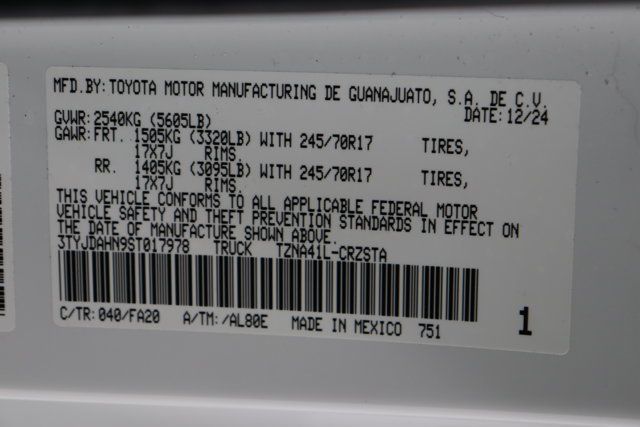 MFD.BY: TOYOTA MOTOR MANUFACTURING DE GUANAJUATO, S.A. DE C.V.
GVWR: 2540KG (5605LB) DATE: 12/24
GAWR: FRT. 1505KG (3320LB) WITH 245/70R17 TIRES,
17X7J RIMS.
RR. 1405KG (3095LB) WITH 245/70R17 TIRES,
17X7J RIMS.
THIS VEHICLE CONFORMS TO ALL APPLICABLE FEDERAL MOTOR
VEHICLE SAFETY AND THEFT PREVENTION STANDARDS IN EFFECT ON
THE DATE OF MANUFACTURE SHOWN ABOVE.
3TYJDAHN9ST017978 TRUCK TZNA41L-CRZSTA
C/TR: 040/FA20 A/TM: /AL80E MADE IN MEXICO 751 1